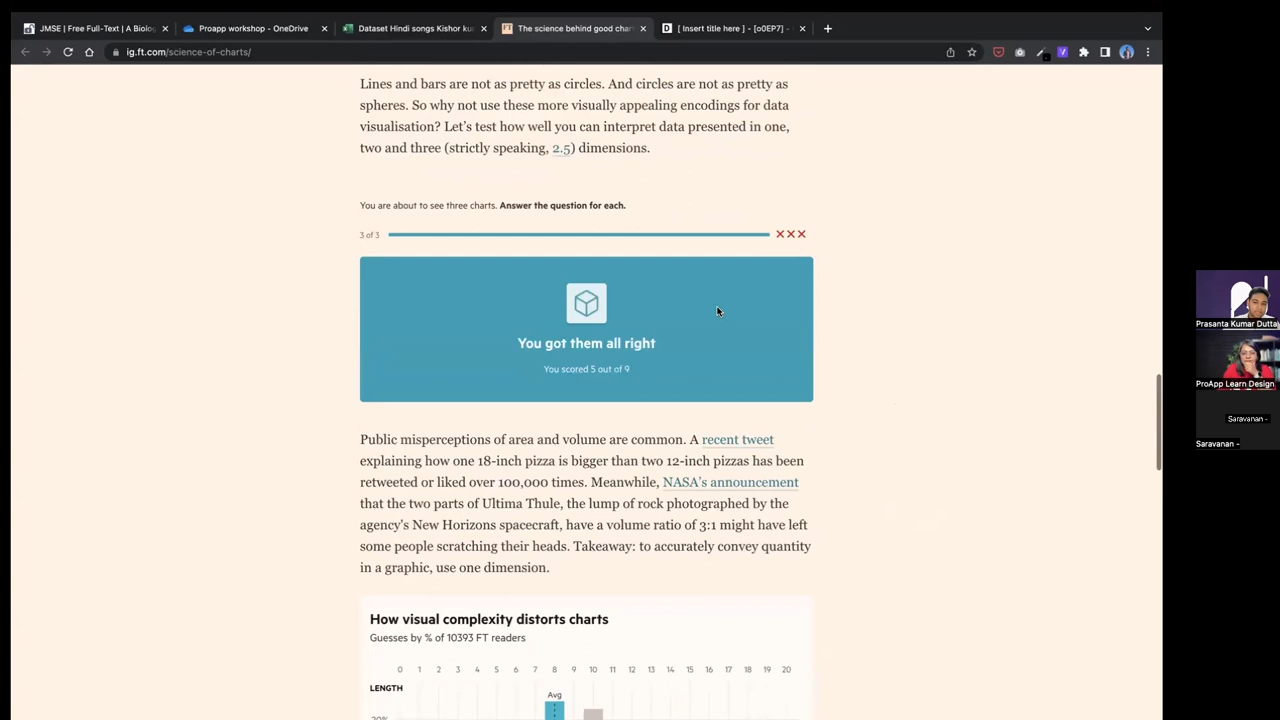 JMSE | Free Full-Text | A Biolog
Proapp workshop - OneDrive
Dataset Hindi songs Kishor ku
The science behind good char
[ Insert title here ] - [o0EP7] -
ig.ft.com/science-of-charts/
Lines and bars are not as pretty as circles. And circles are not as pretty as
spheres. So why not use these more visually appealing encodings for data
visualisation? Let's test how well you can interpret data presented in one,
two and three (strictly speaking, 2.5) dimensions.
You are about to see three charts. Answer the question for each.
3 of 3
You got them all right
You scored 5 out of 9
Public misperceptions of area and volume are common. A recent tweet
explaining how one 18-inch pizza is bigger than two 12-inch pizzas has been
retweeted or liked over 100,000 times. Meanwhile, NASA's announcement
that the two parts of Ultima Thule, the lump of rock photographed by the
agency's New Horizons spacecraft, have a volume ratio of 3:1 might have left
some people scratching their heads. Takeaway: to accurately convey quantity
in a graphic, use one dimension.
How visual complexity distorts charts
Guesses by % of 10393 FT readers
0 1 2 3 4 5 6 7 8 9 10 11 12 13 14 15 16 17 18 19 20
LENGTH
Avg
20%
Prasanta Kumar Dutta
ProApp Learn Design
Saravanan -
Saravanan -